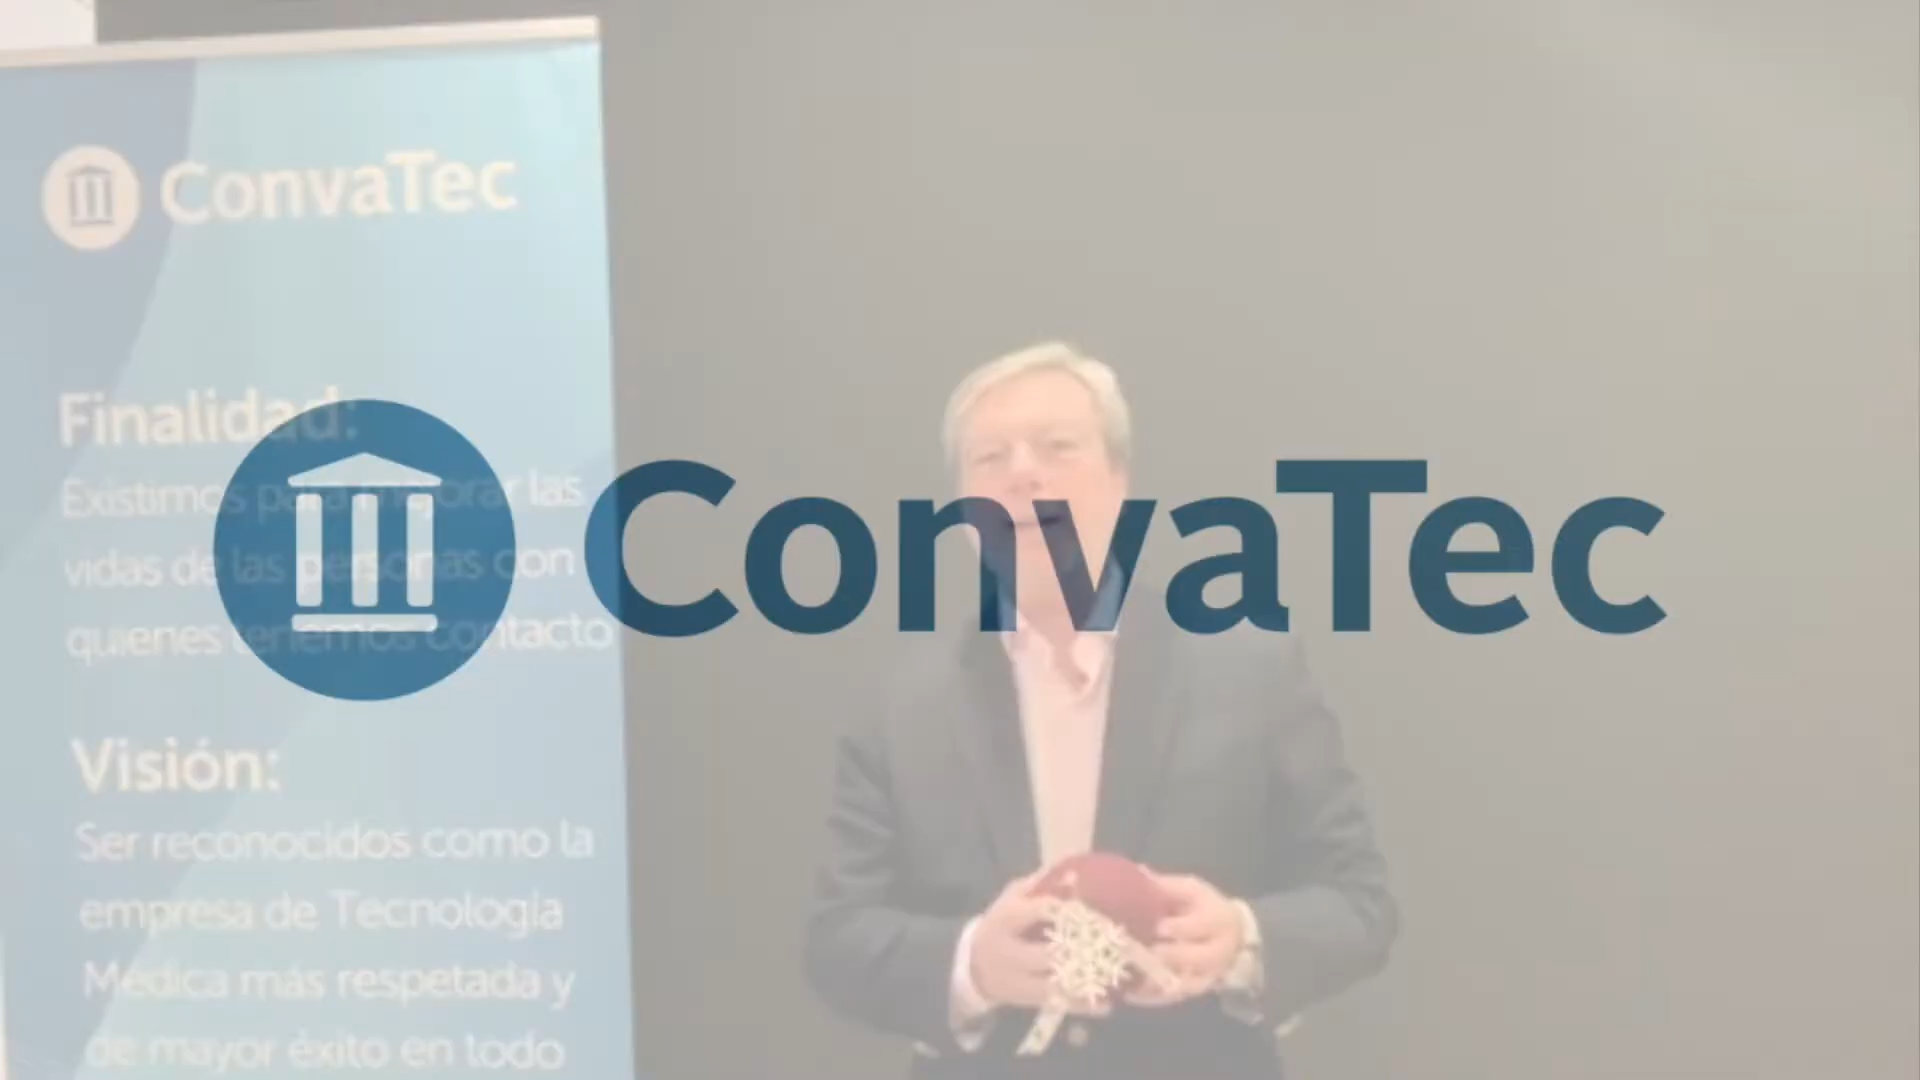 ConvaTec
Finalidad:
Existimos para mejorar las
vidas de las personas con
quienes tenemos contacto
ConvaTec
Visión:
Ser reconocidos como la
empresa de Tecnología
Médica más respetada y
de mayor éxito en todo